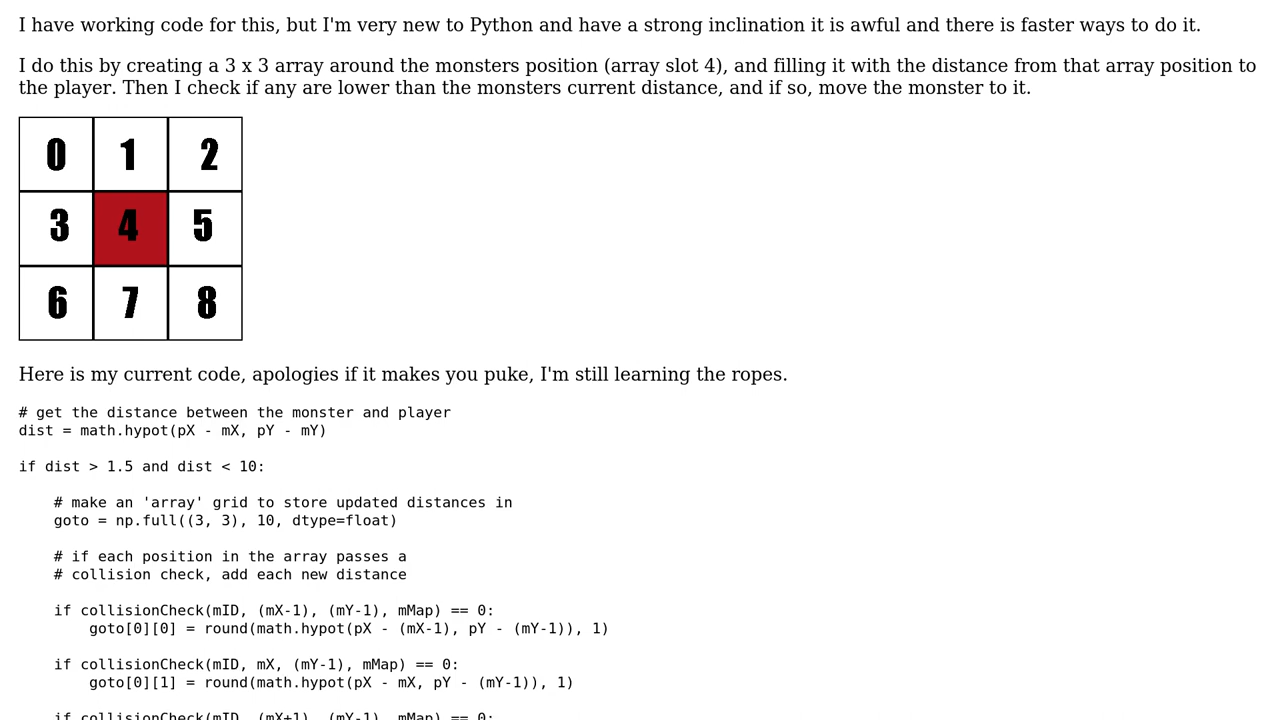 I have working code for this, but I'm very new to Python and have a strong inclination it is awful and there is faster ways to do it.
I do this by creating a 3 x 3 array around the monsters position (array slot 4), and filling it with the distance from that array position to
the player. Then I check if any are lower than the monsters current distance, and if so, move the monster to it.
0 1 2
3 4 5
6 7 8
Here is my current code, apologies if it makes you puke, I'm still learning the ropes.
# get the distance between the monster and player
dist = math.hypot(pX - mX, pY - mY)
if dist > 1.5 and dist < 10:
# make an 'array' grid to store updated distances in
goto = np.full((3, 3), 10, dtype=float)
# if each position in the array passes a
# collision check, add each new distance
if collisionCheck(mID, (mX-1), (mY-1), mMap) == 0:
goto[0][0] = round(math.hypot(pX - (mX-1), pY - (mY-1)), 1)
if collisionCheck(mID, mX, (mY-1), mMap) == 0:
goto[0][1] = round(math.hypot(pX - mX, pY - (mY-1)), 1)
if collisionCheck(mID, (mX+1), (mY-1), mMap) == 0: